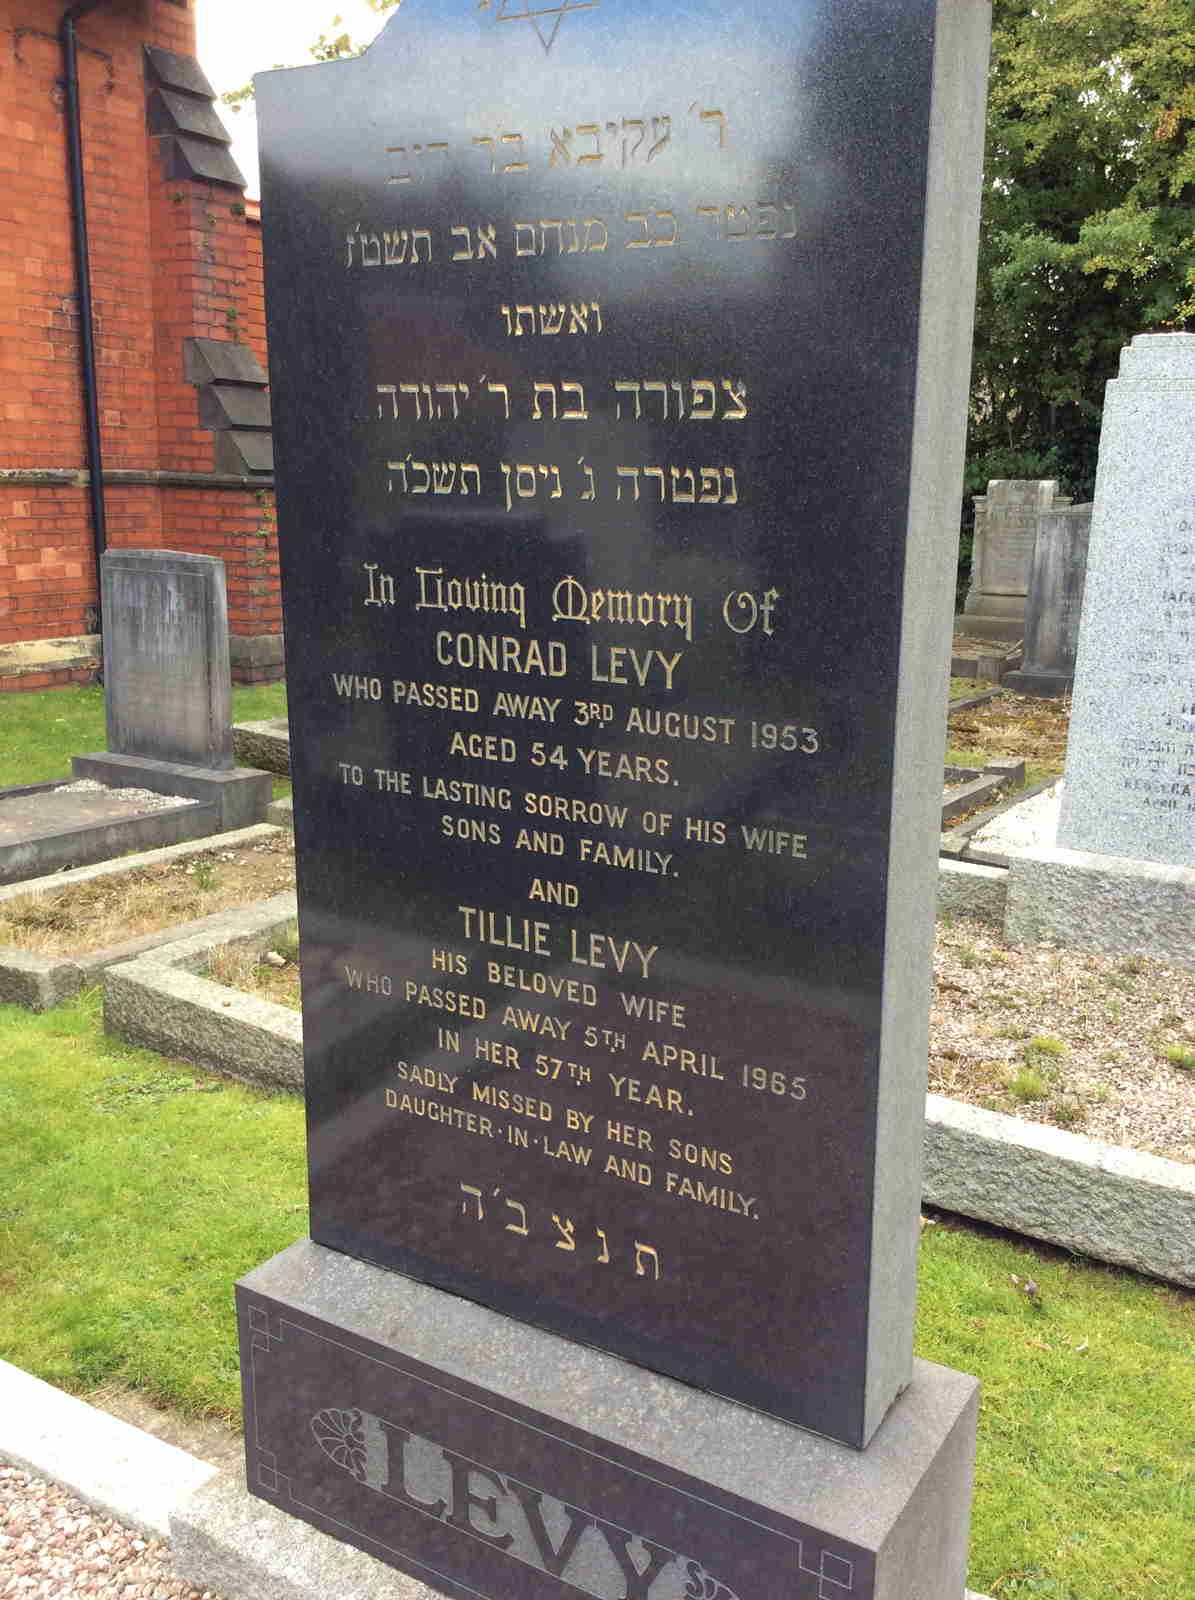 ר׳ עקיבא ב׳ר דוב
נפטר כ׳ב מנחם אב תשט׳ז
ואשתו
צפורה בת ר׳ יהודה
נפטרה ג׳ ניסן תשכ׳ה
In Loving Memory Of
CONRAD LEVY
WHO PASSED AWAY 3RD AUGUST 1953
AGED 54 YEARS.
TO THE LASTING SORROW OF HIS WIFE
SONS AND FAMILY.
AND
TILLIE LEVY
HIS BELOVED WIFE
WHO PASSED AWAY 5TH APRIL 1965
IN HER 57TH YEAR.
SADLY MISSED BY HER SONS
DAUGHTER·IN·LAW AND FAMILY.
ת נ צ ב׳ ה
LEVY
APRIL